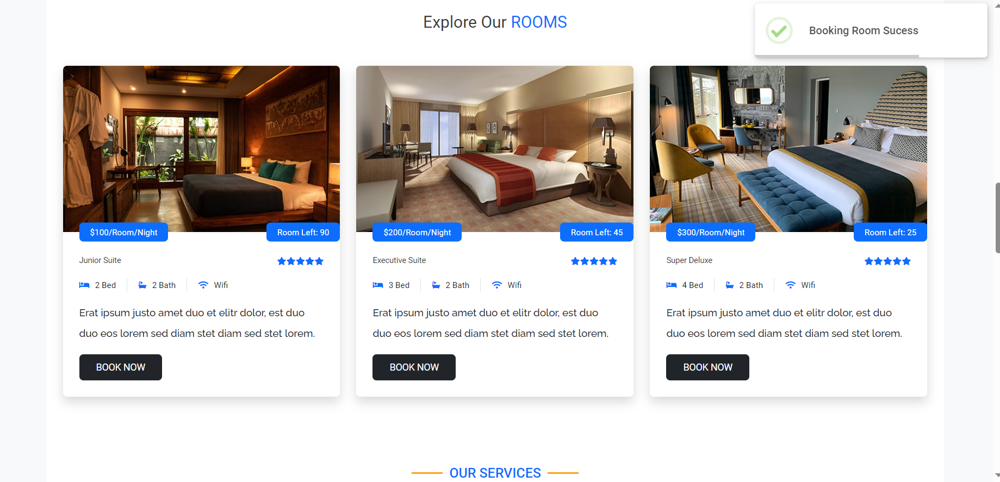 Explore Our ROOMS
Booking Room Sucess
$100/Room/Night
Room Left: 90
Junior Suite
2 Bed
2 Bath
Wifi
Erat ipsum justo amet duo et elitr dolor, est duo
duo eos lorem sed diam stet diam sed stet lorem.
BOOK NOW
$200/Room/Night
Room Left: 45
Executive Suite
3 Bed
2 Bath
Wifi
Erat ipsum justo amet duo et elitr dolor, est duo
duo eos lorem sed diam stet diam sed stet lorem.
BOOK NOW
$300/Room/Night
Room Left: 25
Super Deluxe
4 Bed
2 Bath
Wifi
Erat ipsum justo amet duo et elitr dolor, est duo
duo eos lorem sed diam stet diam sed stet lorem.
BOOK NOW
OUR SERVICES